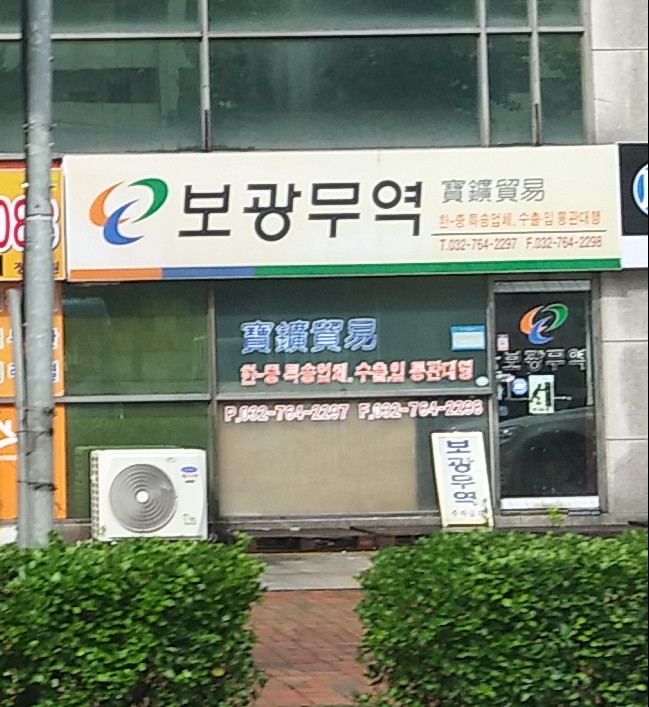 보광무역
寶鑛貿易
한-중 특송업체, 수출·입 통관대행
T.032-764-2297 F.032-764-2298
寶鑛貿易
한-중 특송업체, 수출,입 통관대행
P.032-764-2297 F.032-764-2298
보광무역
보광무역